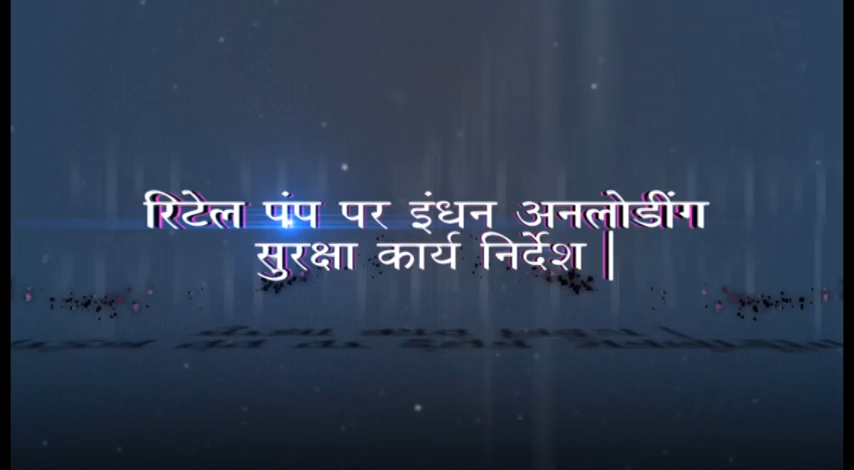 रिटेल पंप पर इंधन अनलोडींग
सुरक्षा कार्य निर्देश |